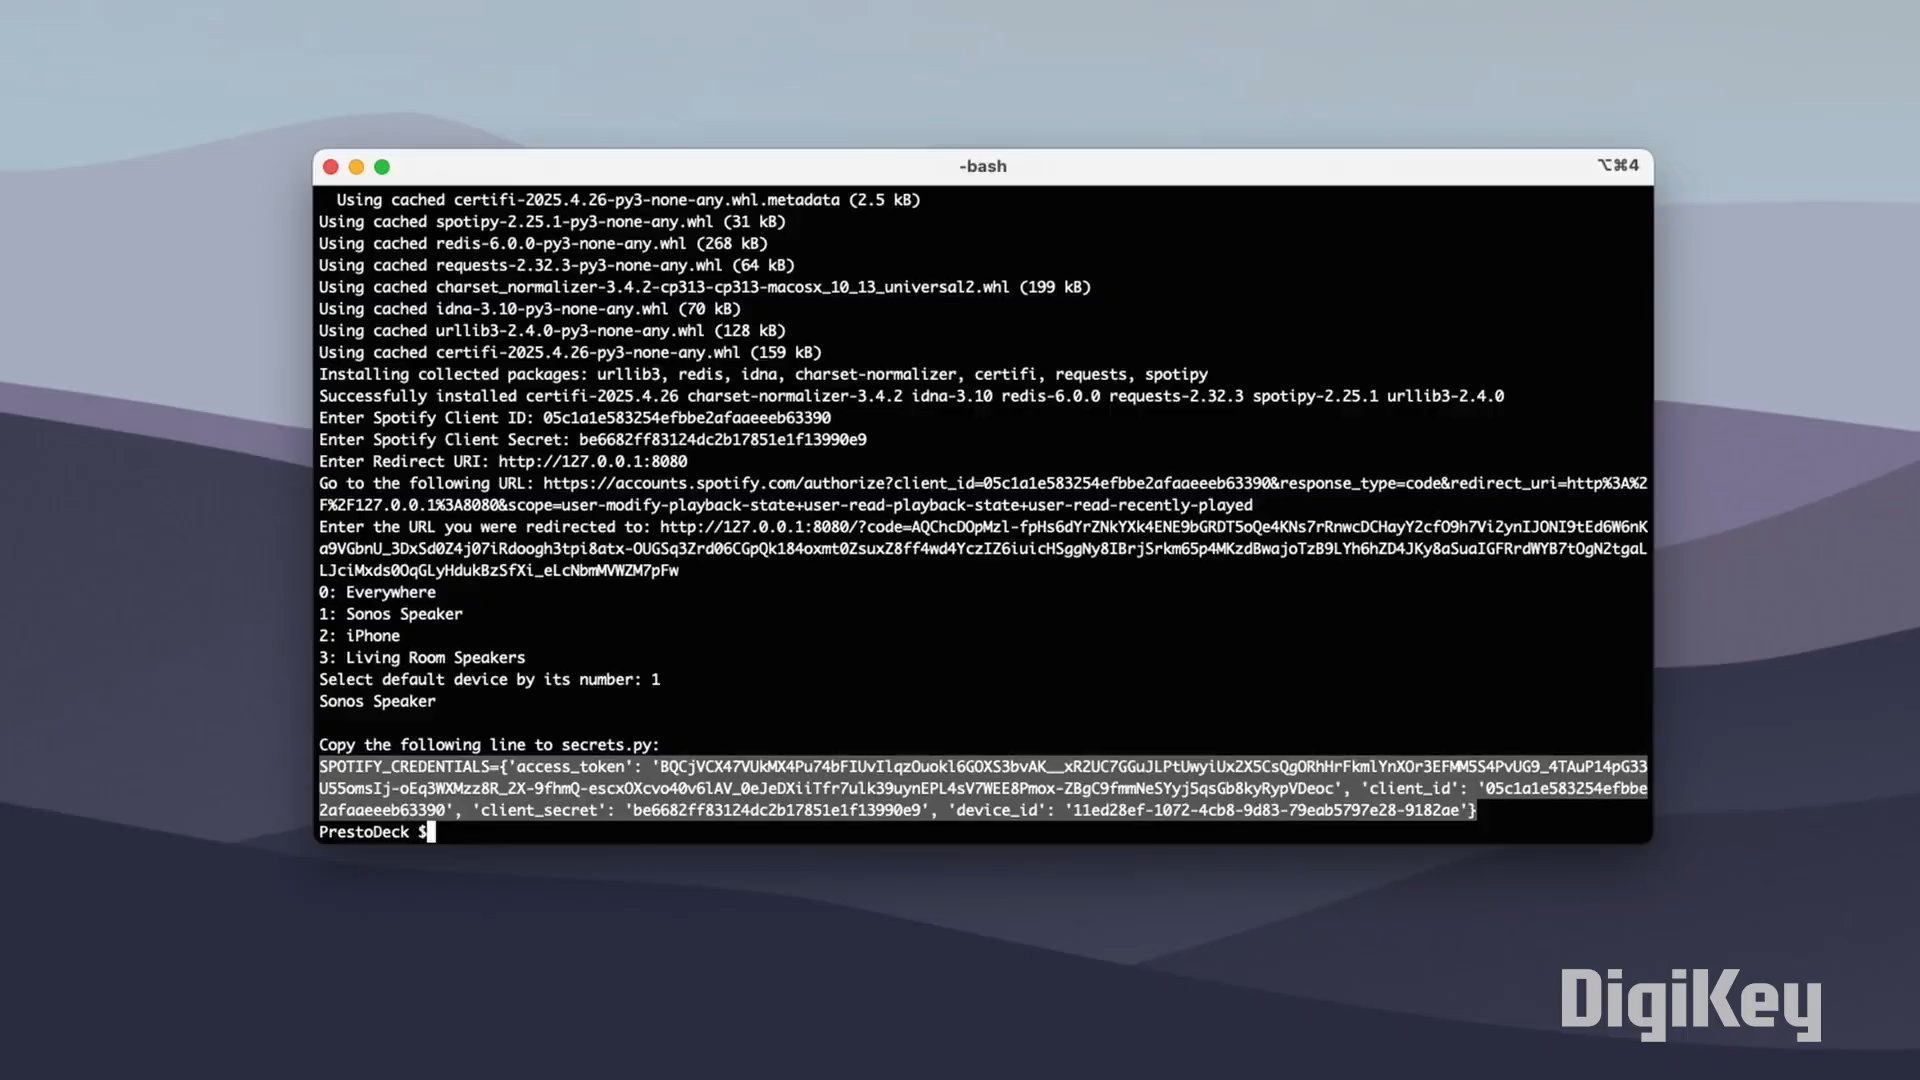 -bash
⌥⌘4
Using cached certifi-2025.4.26-py3-none-any.whl.metadata (2.5 kB)
Using cached spotipy-2.25.1-py3-none-any.whl (31 kB)
Using cached redis-6.0.0-py3-none-any.whl (268 kB)
Using cached requests-2.32.3-py3-none-any.whl (64 kB)
Using cached charset_normalizer-3.4.2-cp313-cp313-macosx_10_13_universal2.whl (199 kB)
Using cached idna-3.10-py3-none-any.whl (70 kB)
Using cached urllib3-2.4.0-py3-none-any.whl (128 kB)
Using cached certifi-2025.4.26-py3-none-any.whl (159 kB)
Installing collected packages: urllib3, redis, idna, charset-normalizer, certifi, requests, spotipy
Successfully installed certifi-2025.4.26 charset-normalizer-3.4.2 idna-3.10 redis-6.0.0 requests-2.32.3 spotipy-2.25.1 urllib3-2.4.0
Enter Spotify Client ID: 05c1a1e583254efbbe2afaaeeeb63390
Enter Spotify Client Secret: be6682ff83124dc2b17851e1f13990e9
Enter Redirect URI: http://127.0.0.1:8080
Go to the following URL: https://accounts.spotify.com/authorize?client_id=05c1a1e583254efbbe2afaaeeeb63390&response_type=code&redirect_uri=http%3A%2
F%2F127.0.0.1%3A8080&scope=user-modify-playback-state+user-read-playback-state+user-read-recently-played
Enter the URL you were redirected to: http://127.0.0.1:8080/?code=AQChcDOpMzl-fpHs6dYrZNkYXk4ENE9bGRDT5oQe4KNs7rRnwcDCHayY2cfO9h7Vi2ynIJONI9tEd6W6nK
a9VGbnU_3DxSd0Z4j07iRdoogh3tpi8atx-OUGSq3Zrd06CGpQk184oxmt0ZsuxZ8ff4wd4YczIZ6iuicHSggNy8IBrjSrkm65p4MKzdBwajoTzB9LYh6hZD4JKy8aSuaIGFRrdWYB7tOgN2tgaL
LJciMxds0OqGLyHdukBzSfXi_eLcNbmMVWZM7pFw
0: Everywhere
1: Sonos Speaker
2: iPhone
3: Living Room Speakers
Select default device by its number: 1
Sonos Speaker
Copy the following line to secrets.py:
SPOTIFY_CREDENTIALS={'access_token': 'BQCjVCX47VUkMX4Pu74bFIUvIlqzOuokl6GOXS3bvAK__xR2UC7GGuJLPtUwyiUx2X5CsQgORhHrFkmlYnXOr3EFMM5S4PvUG9_4TAuP14pG33
U55omsIj-oEq3WXMzz8R_2X-9fhmQ-escxOXcvo40v6lAV_0eJeDXiiTfr7ulk39uynEPL4sV7WEE8Pmox-ZBgC9fmmNeSYyj5qsGb8kyRypVDeoc', 'client_id': '05c1a1e583254efbbe
2afaaeeeb63390', 'client_secret': 'be6682ff83124dc2b17851e1f13990e9', 'device_id': '11ed28ef-1072-4cb8-9d83-79eab5797e28-9182ae'}
PrestoDeck $
DigiKey